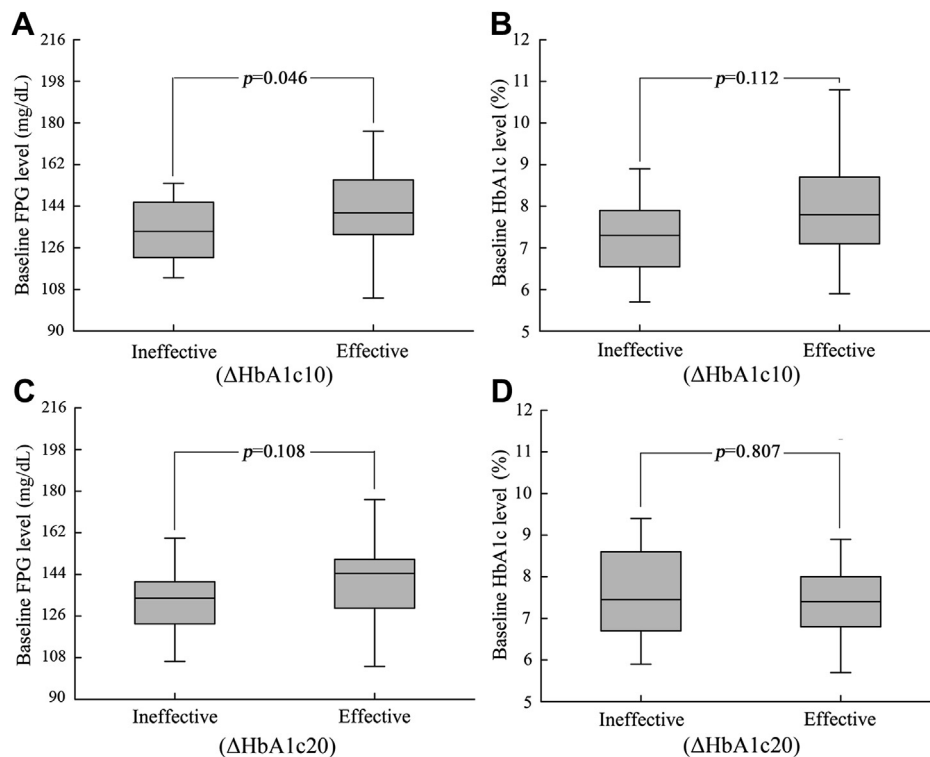 A
Baseline FPG level (mg/dL)
216
198
180
162
144
126
108
90
p=0.046
Ineffective Effective
(ΔHbA1c10)
B
Baseline HbA1c level (%)
12
11
10
9
8
7
6
5
p=0.112
Ineffective Effective
(ΔHbA1c10)
C
Baseline FPG level (mg/dL)
216
198
180
162
144
126
108
90
p=0.108
Ineffective Effective
(ΔHbA1c20)
D
Baseline HbA1c level (%)
12
11
10
9
8
7
6
5
p=0.807
Ineffective Effective
(ΔHbA1c20)